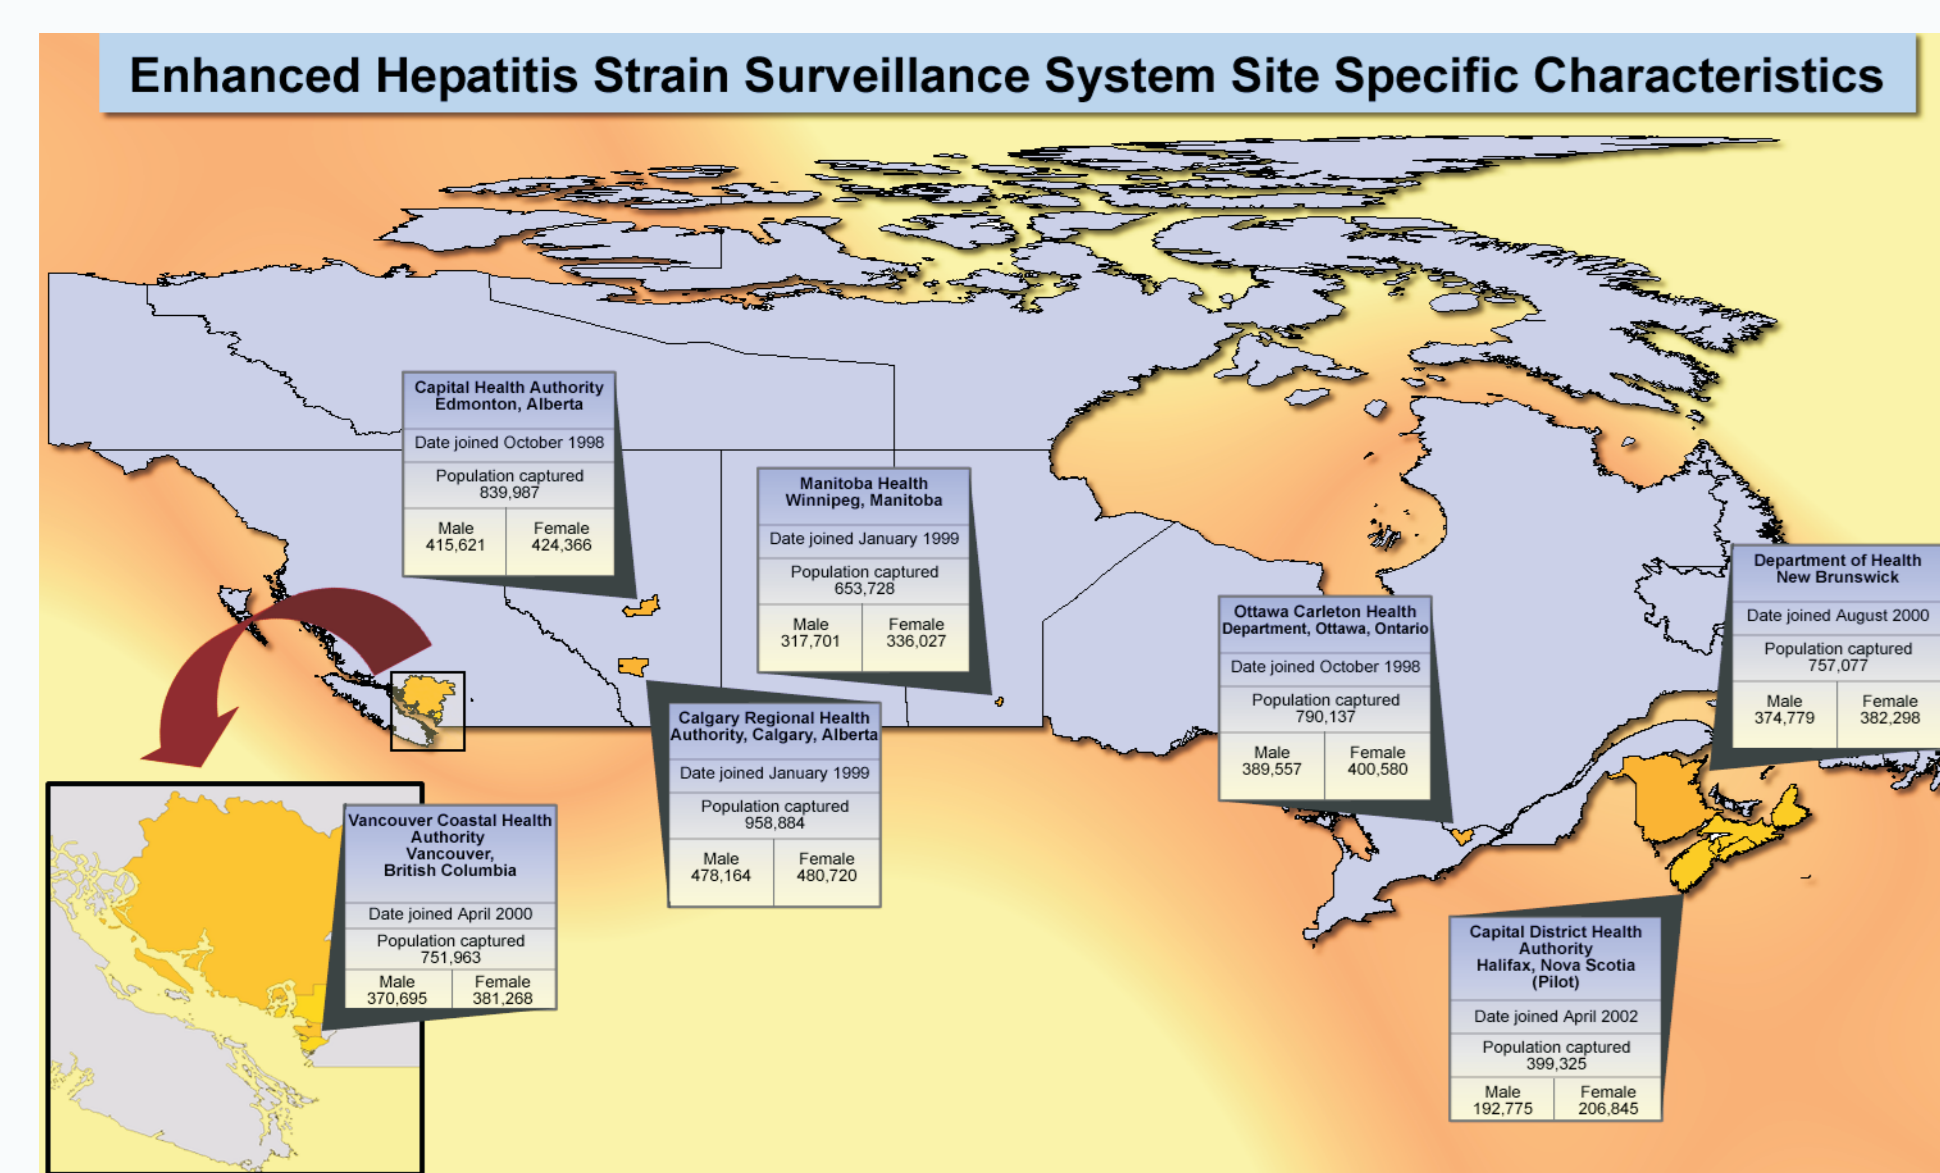 Enhanced Hepatitis Strain Surveillance System Site Specific Characteristics
Capital Health Authority
Edmonton, Alberta
Date joined October 1998
Population captured
839,987
Male
415,621
Female
424,366
Manitoba Health
Winnipeg, Manitoba
Date joined January 1999
Population captured
653,728
Male
317,701
Female
336,027
Department of Health
New Brunswick
Date joined August 2000
Population captured
757,077
Male
374,779
Female
382,298
Ottawa Carleton Health
Department, Ottawa, Ontario
Date joined October 1998
Population captured
790,137
Male
389,557
Female
400,580
Calgary Regional Health
Authority, Calgary, Alberta
Date joined January 1999
Population captured
958,884
Male
478,164
Female
480,720
Vancouver Coastal Health
Authority
Vancouver,
British Columbia
Date joined April 2000
Population captured
751,963
Male
370,695
Female
381,268
Capital District Health
Authority
Halifax, Nova Scotia
(Pilot)
Date joined April 2002
Population captured
399,325
Male
192,775
Female
206,845